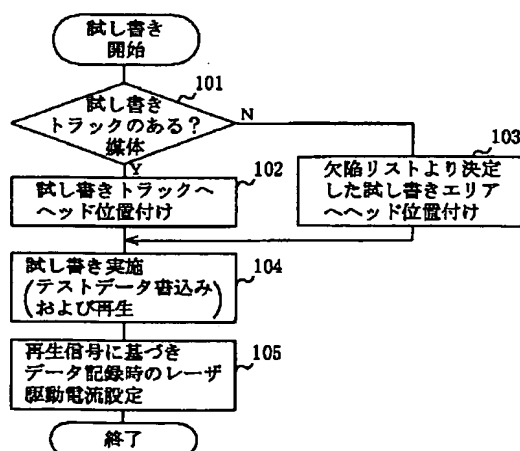 試し書き
開始
101
試し書き
トラックのある?
媒体
N
Y
102
試し書きトラックへ
ヘッド位置付け
103
欠陥リストより決定
した試し書きエリア
へヘッド位置付け
104
試し書き実施
(テストデータ書込み
および再生)
105
再生信号に基づき
データ記録時のレーザ
駆動電流設定
終了